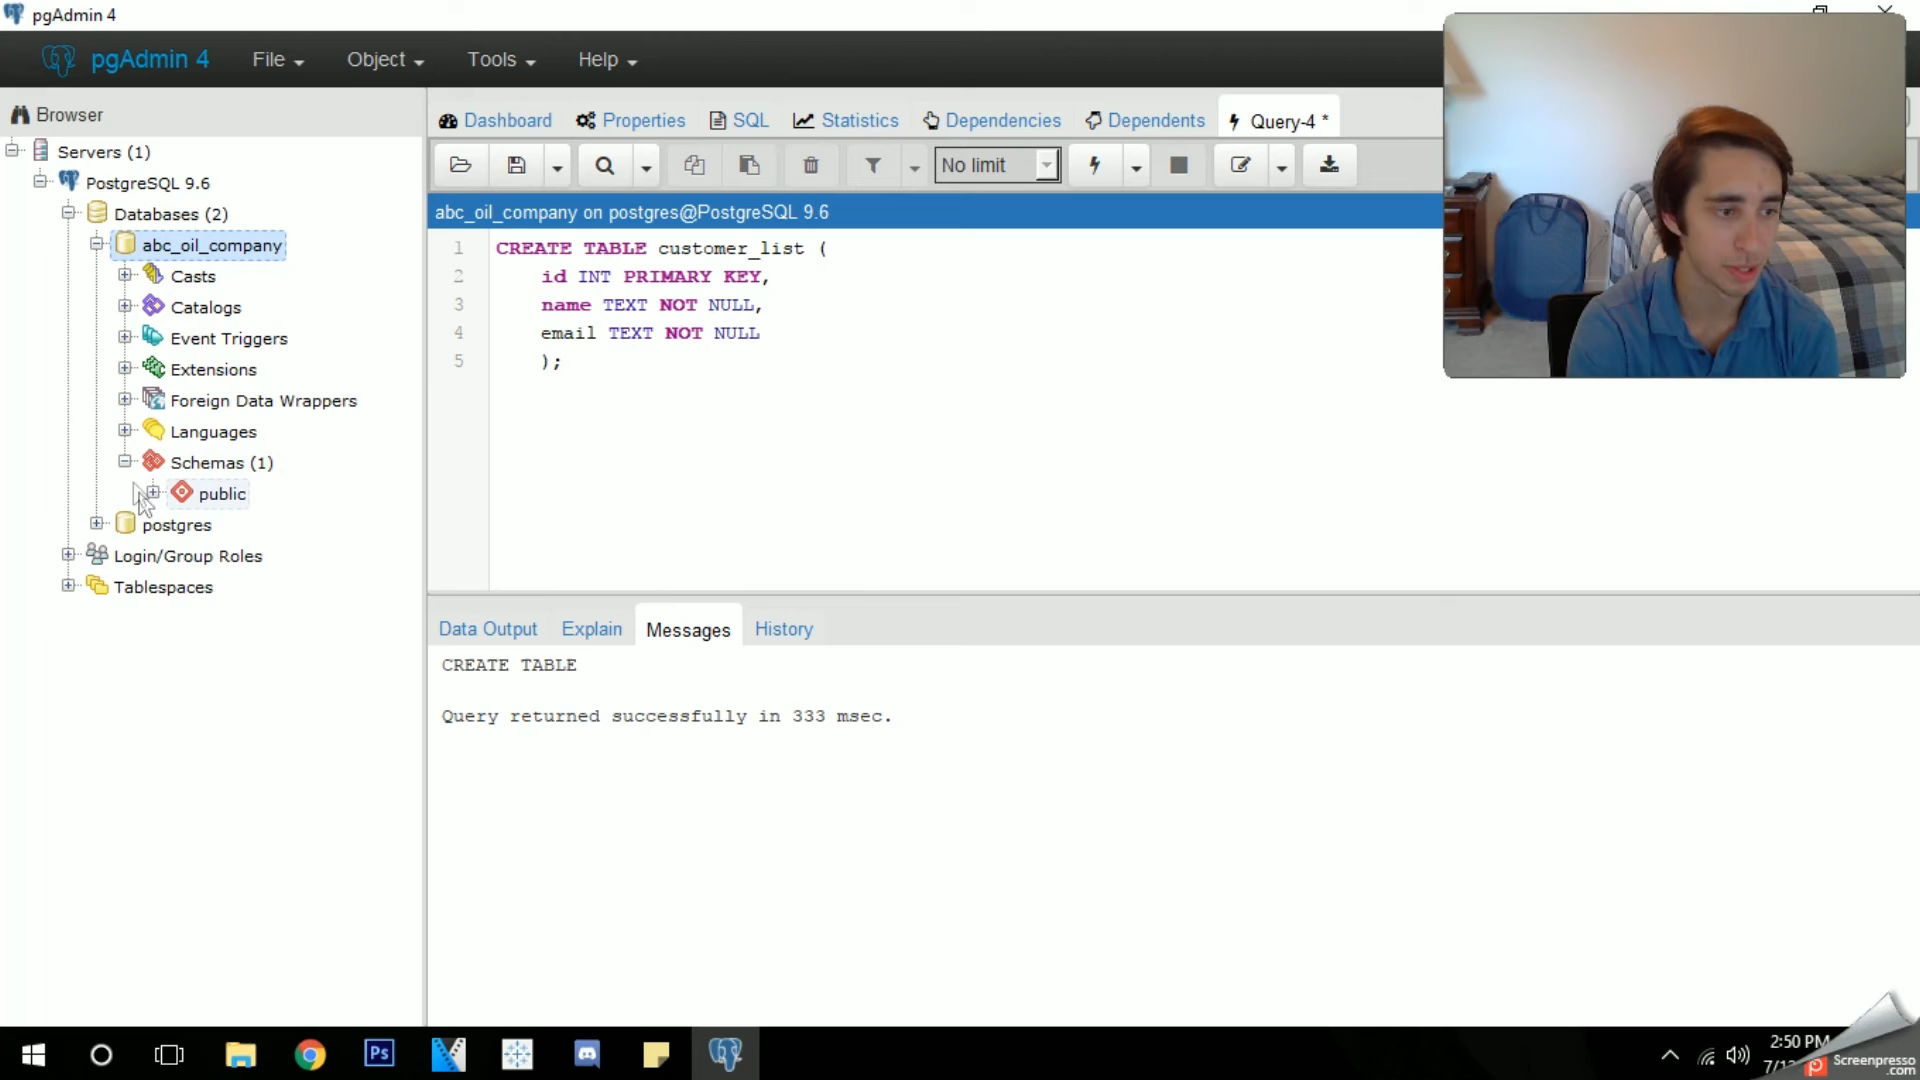 pgAdmin 4
pgAdmin 4 File Object Tools Help
Browser
Servers (1)
PostgreSQL 9.6
Databases (2)
abc_oil_company
Casts
Catalogs
Event Triggers
Extensions
Foreign Data Wrappers
Languages
Schemas (1)
public
postgres
Login/Group Roles
Tablespaces
Dashboard Properties SQL Statistics Dependencies Dependents Query-4 *
No limit
abc_oil_company on postgres@PostgreSQL 9.6
1 CREATE TABLE customer_list (
2 id INT PRIMARY KEY,
3 name TEXT NOT NULL,
4 email TEXT NOT NULL
5 );
Data Output Explain Messages History
CREATE TABLE
Query returned successfully in 333 msec.
Ps
2:50 PM
Screenpresso
.com